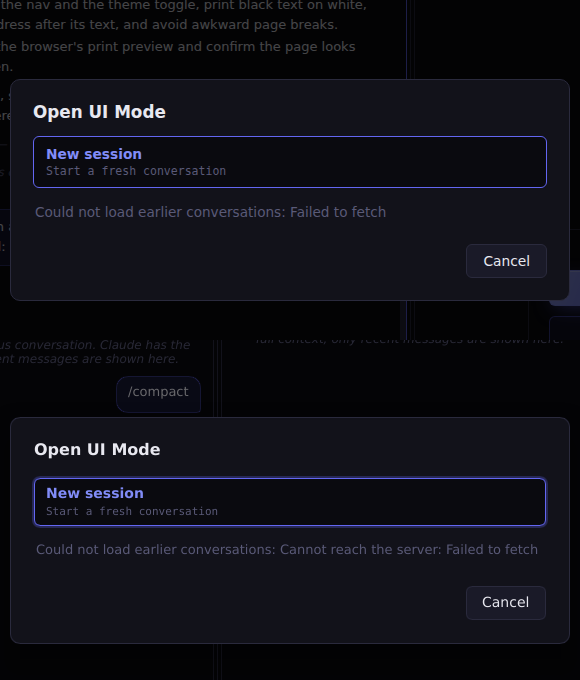 the nav and the theme toggle, print black text on white,
dress after its text, and avoid awkward page breaks.
the browser's print preview and confirm the page looks
n.
Open UI Mode
New session
Start a fresh conversation
Could not load earlier conversations: Failed to fetch
Cancel
us conversation. Claude has the
nt messages are shown here.
full context, only recent messages are shown here.
/compact
Open UI Mode
New session
Start a fresh conversation
Could not load earlier conversations: Cannot reach the server: Failed to fetch
Cancel